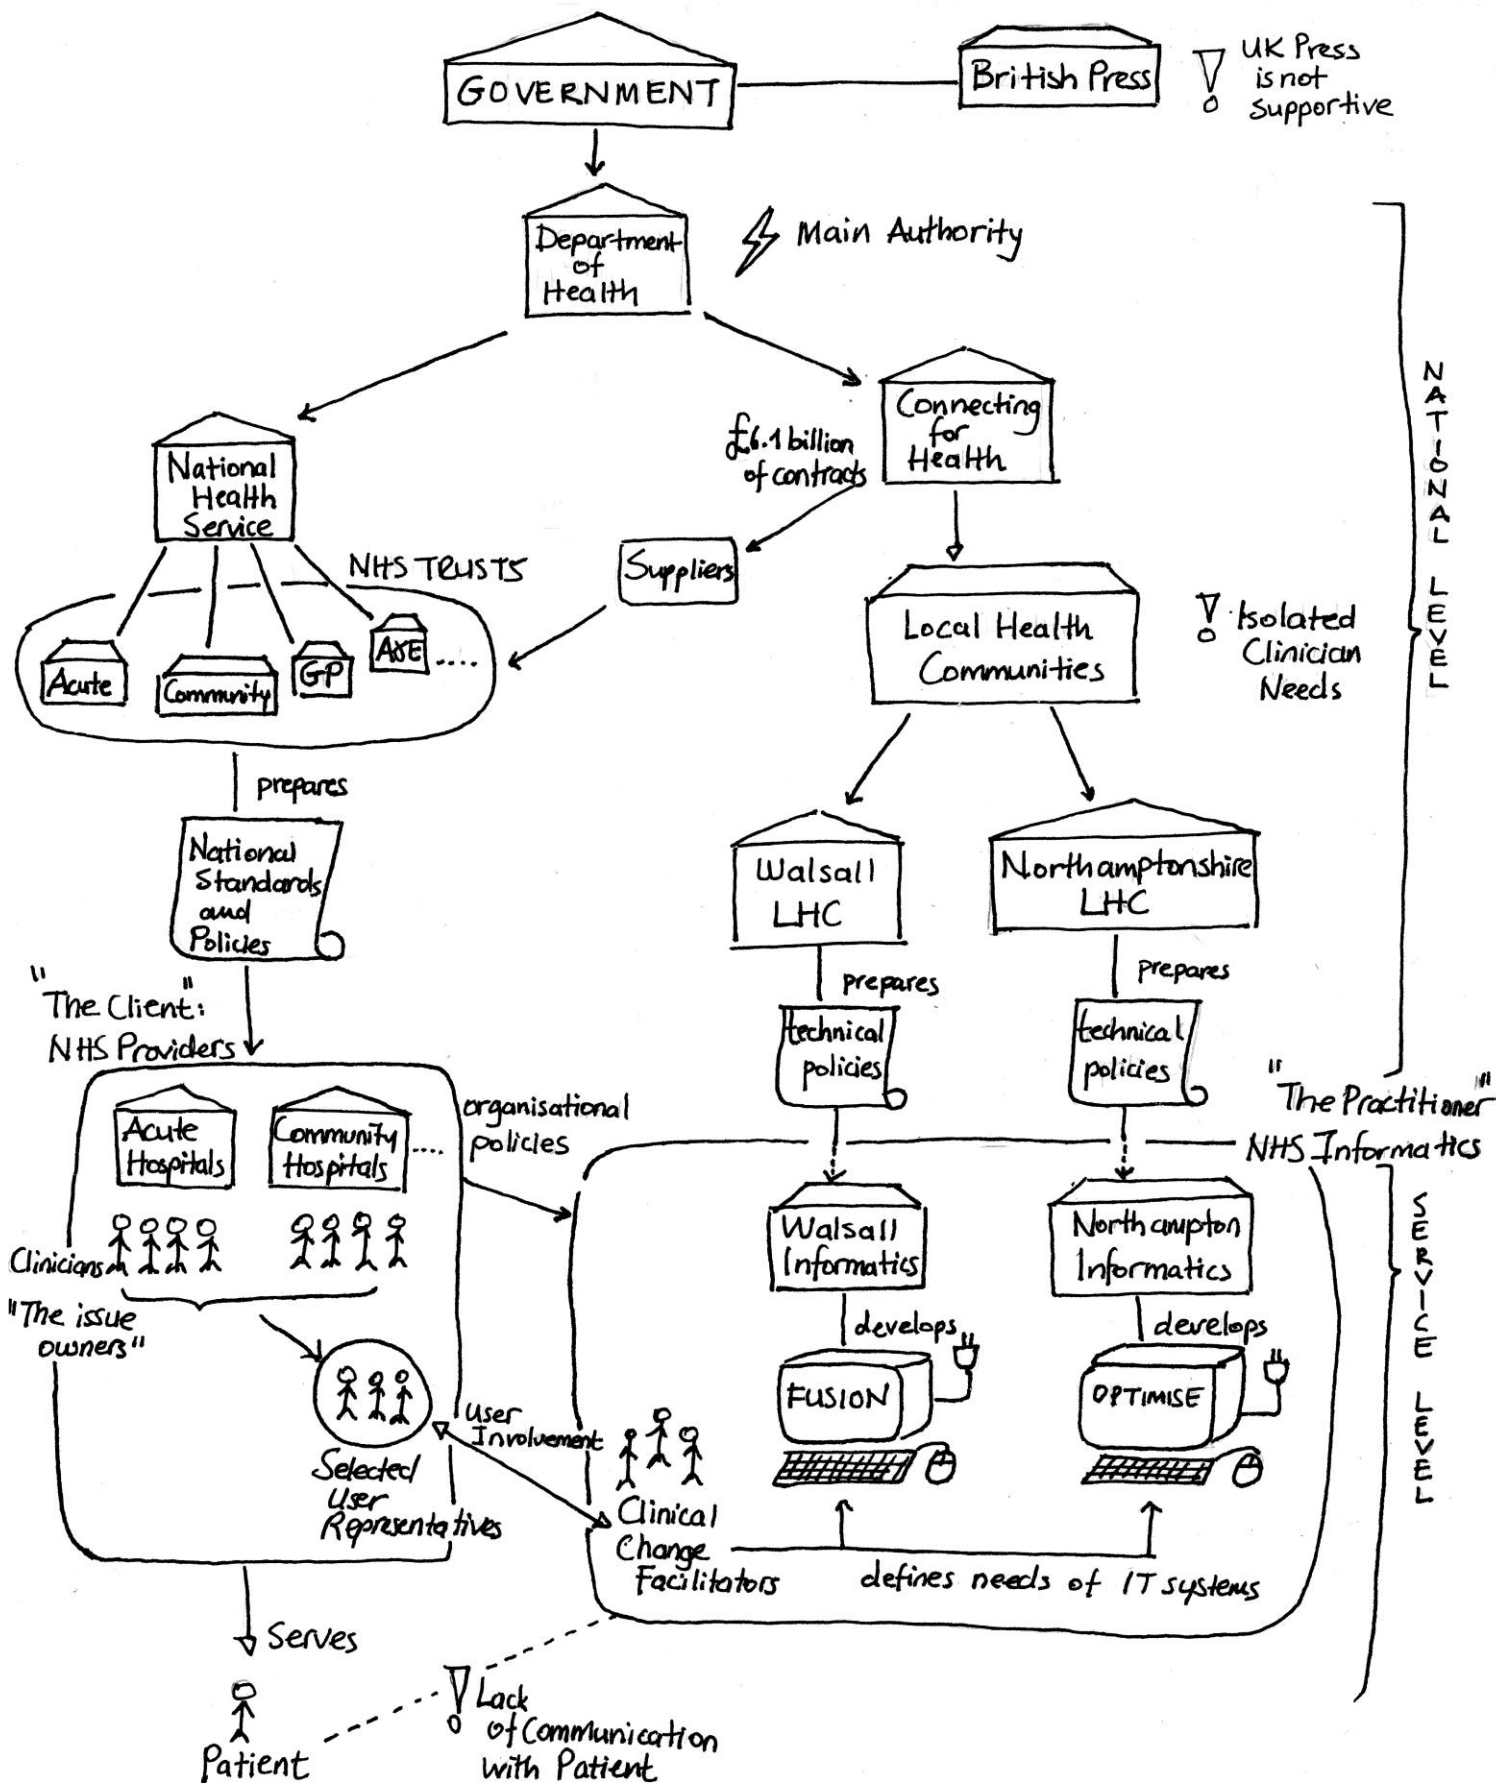 GOVERNMENT
British Press
UK Press
is not
supportive
Department
of
Health
Main Authority
NATIONAL LEVEL
Connecting
for
Health
£6.1 billion
of contracts
National
Health
Service
NHS TRUSTS
Suppliers
Acute
Community
GP
A&E
....
Local Health
Communities
Isolated
Clinician
Needs
prepares
National
Standards
and
Policies
Walsall
LHC
Northamptonshire
LHC
prepares
prepares
technical
policies
technical
policies
"The Client":
NHS Providers
"The Practitioner"
NHS Informatics
Acute
Hospitals
Community
Hospitals
....
organisational
policies
Clinicians
"The issue
owners"
Walsall
Informatics
Northampton
Informatics
SERVICE LEVEL
develops
develops
FUSION
OPTIMISE
Selected
User
Representatives
User
Involvement
Clinical
Change
Facilitators
defines needs of IT systems
Serves
Patient
Lack
of Communication
with Patient